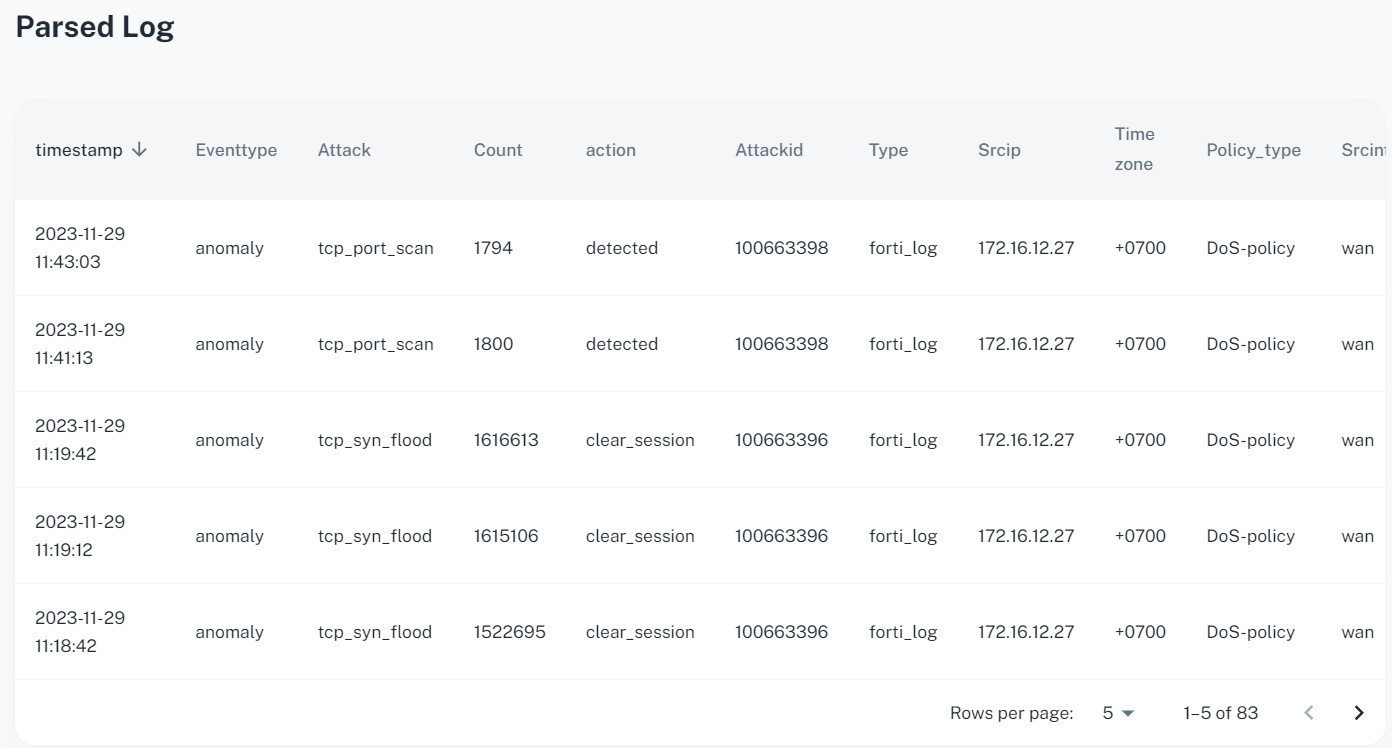 Parsed Log
timestamp Eventtype Attack Count action Attackid Type Srcip Time zone Policy_type Srcint
2023-11-29 11:43:03 anomaly tcp_port_scan 1794 detected 100663398 forti_log 172.16.12.27 +0700 DoS-policy wan
2023-11-29 11:41:13 anomaly tcp_port_scan 1800 detected 100663398 forti_log 172.16.12.27 +0700 DoS-policy wan
2023-11-29 11:19:42 anomaly tcp_syn_flood 1616613 clear_session 100663396 forti_log 172.16.12.27 +0700 DoS-policy wan
2023-11-29 11:19:12 anomaly tcp_syn_flood 1615106 clear_session 100663396 forti_log 172.16.12.27 +0700 DoS-policy wan
2023-11-29 11:18:42 anomaly tcp_syn_flood 1522695 clear_session 100663396 forti_log 172.16.12.27 +0700 DoS-policy wan
Rows per page: 5 1–5 of 83